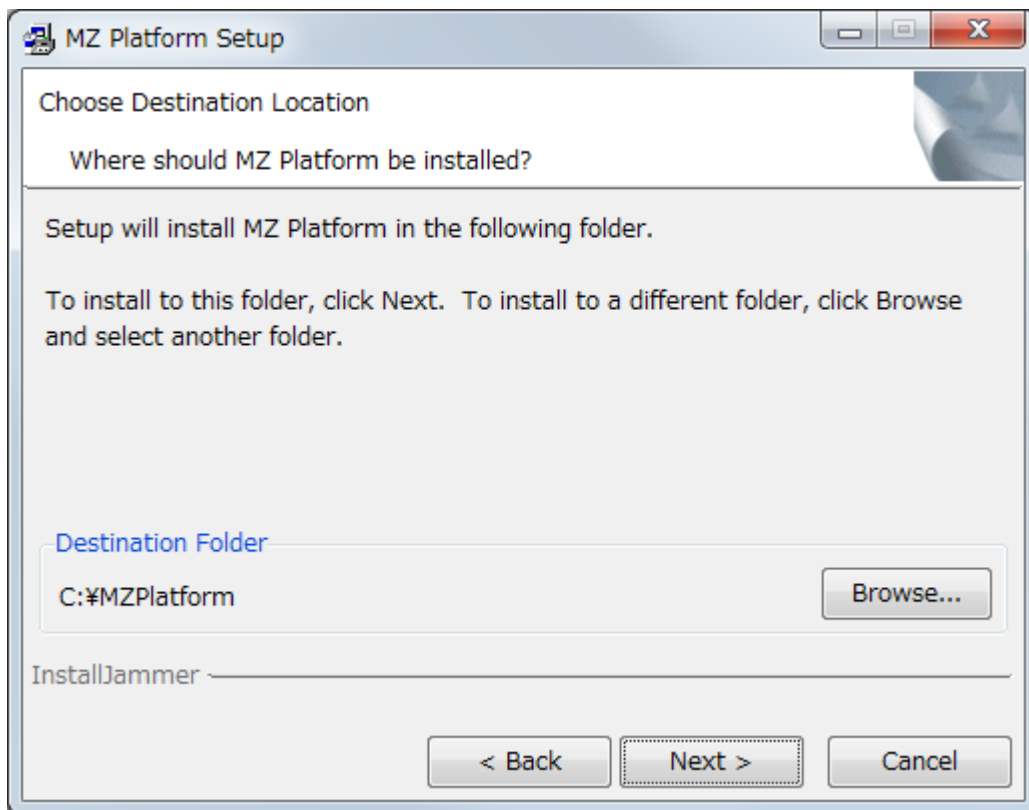 MZ Platform Setup
Choose Destination Location
Where should MZ Platform be installed?
Setup will install MZ Platform in the following folder.
To install to this folder, click Next.  To install to a different folder, click Browse
and select another folder.
Destination Folder
C:¥MZPlatform
Browse...
InstallJammer
< Back
Next >
Cancel